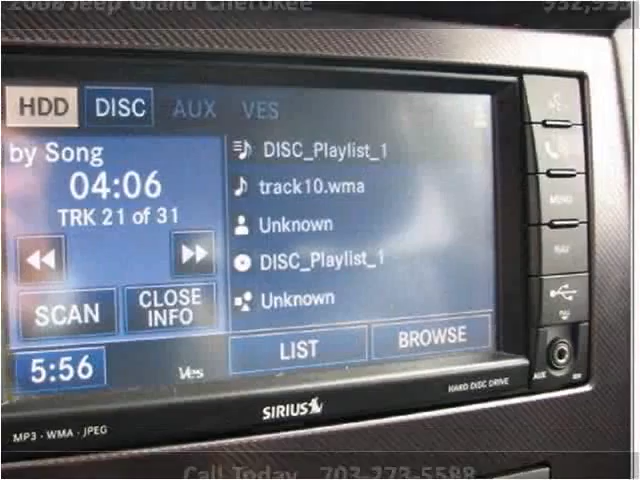 2008 Jeep Grand Cherokee $32,995
HDD DISC AUX VES
by Song
04:06
TRK 21 of 31
SCAN
CLOSE INFO
5:56
Ves
DISC_Playlist_1
track10.wma
Unknown
DISC_Playlist_1
Unknown
LIST
BROWSE
MENU
NAV
AUX
SIRIUS
HARD DISC DRIVE
MP3 · WMA · JPEG
Call Today 703-273-5588